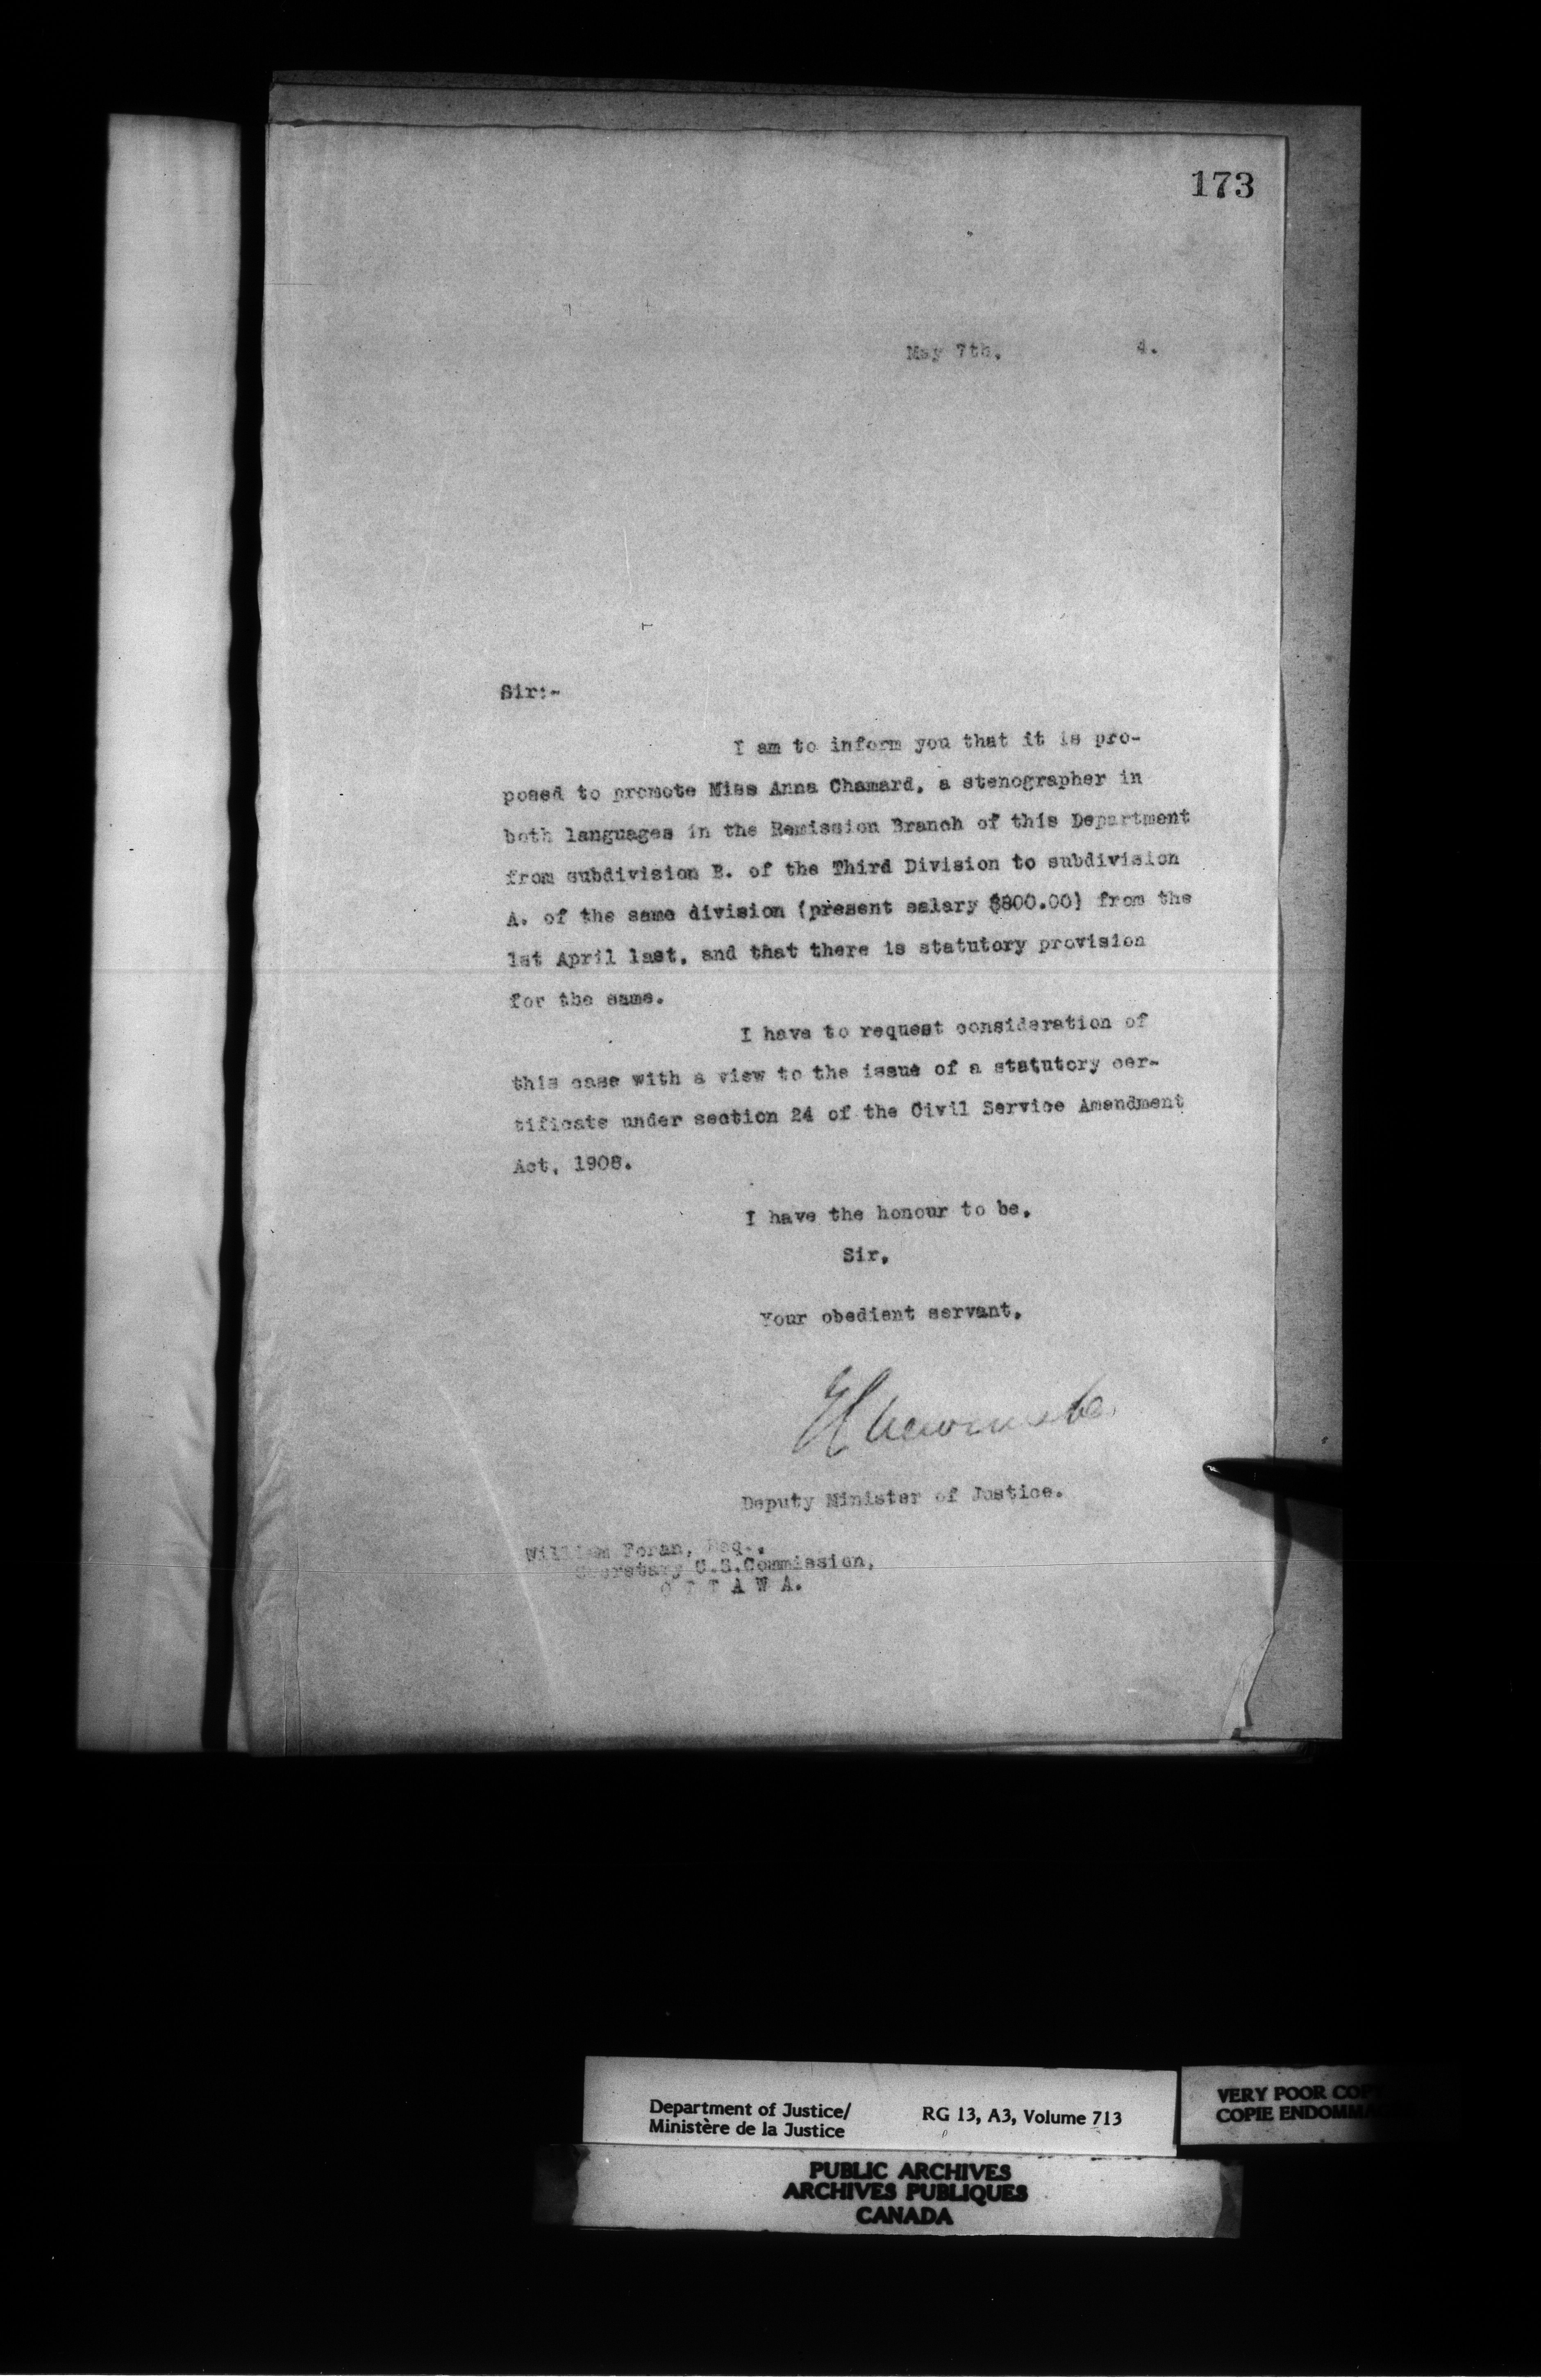 173
May 7th, 4.
Sir:-
I am to inform you that it is pro-
posed to promote Miss Anna Chamard, a stenographer in
both languages in the Remission Branch of this Department
from subdivision B. of the Third Division to subdivision
A. of the same division (present salary $800.00) from the
1st April last, and that there is statutory provision
for the same.
I have to request consideration of
this case with a view to the issue of a statutory cer-
tificate under section 24 of the Civil Service Amendment
Act, 1908.
I have the honour to be,
Sir,
Your obedient servant,
Newcombe
Deputy Minister of Justice.
William Foran, Esq.,
Secretary C.S.Commission,
O T T A W A.
Department of Justice/
Ministère de la Justice
RG 13, A3, Volume 713
VERY POOR COP
COPIE ENDOMMA
PUBLIC ARCHIVES
ARCHIVES PUBLIQUES
CANADA